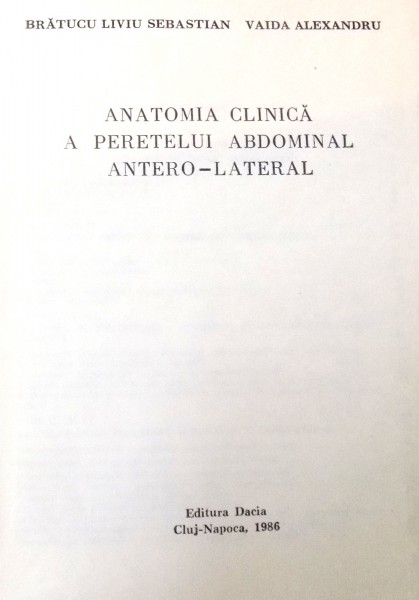 BRĂTUCU LIVIU SEBASTIAN VAIDA ALEXANDRU
ANATOMIA CLINICĂ
A PERETELUI ABDOMINAL
ANTERO-LATERAL
Editura Dacia
Cluj-Napoca, 1986